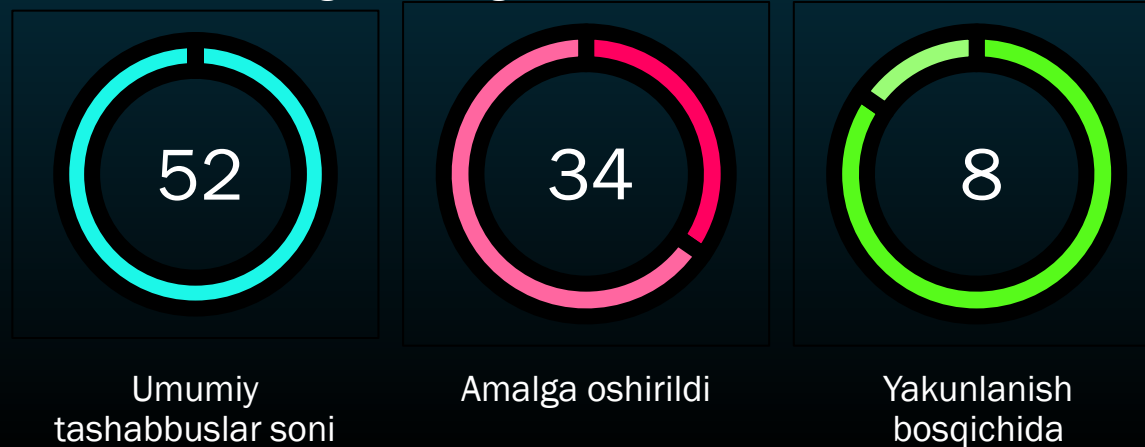 52
34
8
Umumiy
tashabbuslar soni
Amalga oshirildi
Yakunlanish
bosqichida